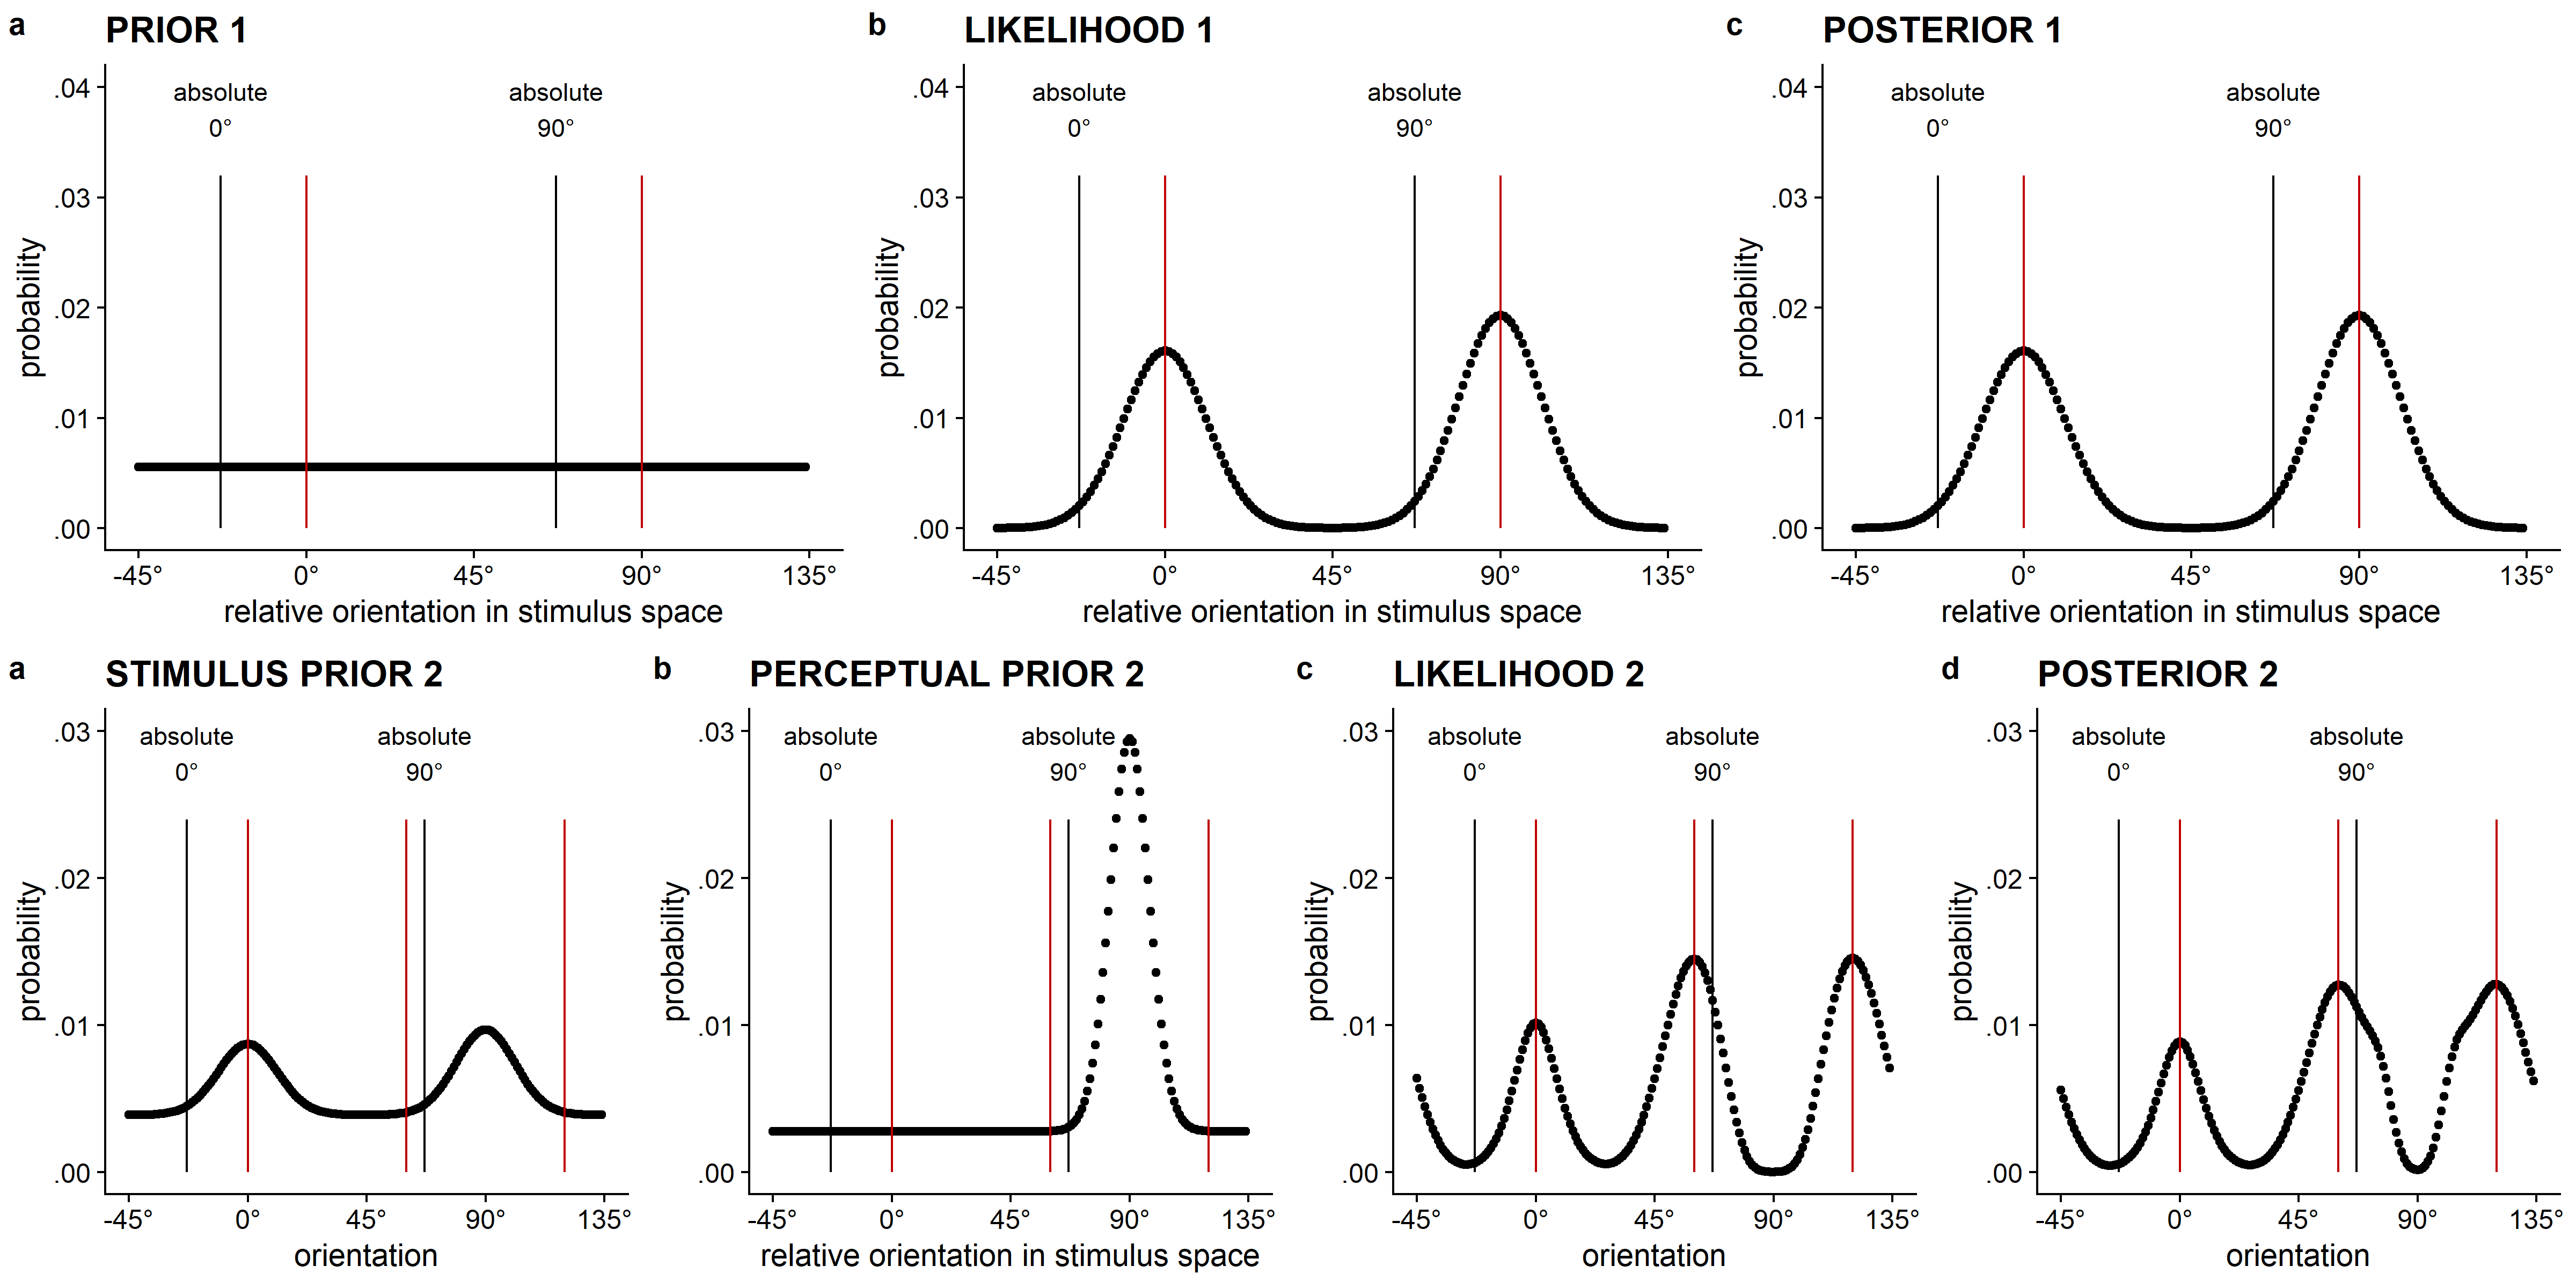 a PRIOR 1
.04
.03
.02
.01
.00
absolute 0°
absolute 90°
probability
-45° 0° 45° 90° 135°
relative orientation in stimulus space
b LIKELIHOOD 1
.04
.03
.02
.01
.00
absolute 0°
absolute 90°
probability
-45° 0° 45° 90° 135°
relative orientation in stimulus space
c POSTERIOR 1
.04
.03
.02
.01
.00
absolute 0°
absolute 90°
probability
-45° 0° 45° 90° 135°
relative orientation in stimulus space
a STIMULUS PRIOR 2
.03
.02
.01
.00
absolute 0°
absolute 90°
probability
-45° 0° 45° 90° 135°
orientation
b PERCEPTUAL PRIOR 2
.03
.02
.01
.00
absolute 0°
absolute 90°
probability
-45° 0° 45° 90° 135°
relative orientation in stimulus space
c LIKELIHOOD 2
.03
.02
.01
.00
absolute 0°
absolute 90°
probability
-45° 0° 45° 90° 135°
orientation
d POSTERIOR 2
.03
.02
.01
.00
absolute 0°
absolute 90°
probability
-45° 0° 45° 90° 135°
orientation